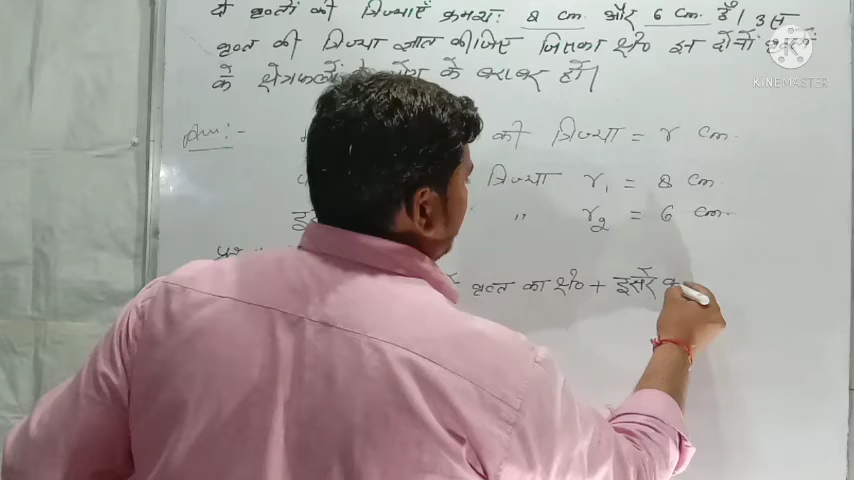 दो वृत्तों की त्रिज्याएँ क्रमशः 8 cm और 6 cm हैं। उस
वृत्त की त्रिज्या ज्ञात कीजिए जिसका क्षे० इन दोनों वृत्तों
के क्षेत्रफलों के योग के बराबर हो।
Ans:- की त्रिज्या = r cm
त्रिज्या r₁ = 8 cm
" r₂ = 6 cm
वृत्त का क्षे० + दूसरे
KINEMASTER